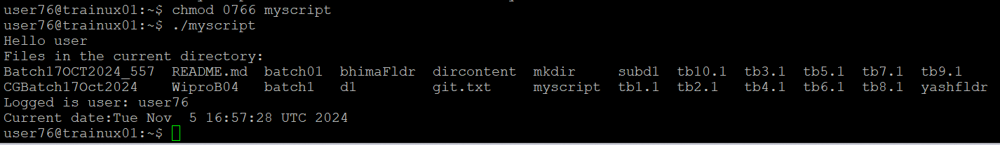 user76@trainux01:~$ chmod 0766 myscript
user76@trainux01:~$ ./myscript
Hello user
Files in the current directory:
Batch17OCT2024_557  README.md  batch01  bhimaFldr  dircontent  mkdir     subd1  tb10.1  tb3.1  tb5.1  tb7.1  tb9.1
CGBatch17Oct2024    WiproB04   batch1   d1         git.txt     myscript  tb1.1  tb2.1   tb4.1  tb6.1  tb8.1  yashfldr
Logged is user: user76
Current date:Tue Nov  5 16:57:28 UTC 2024
user76@trainux01:~$